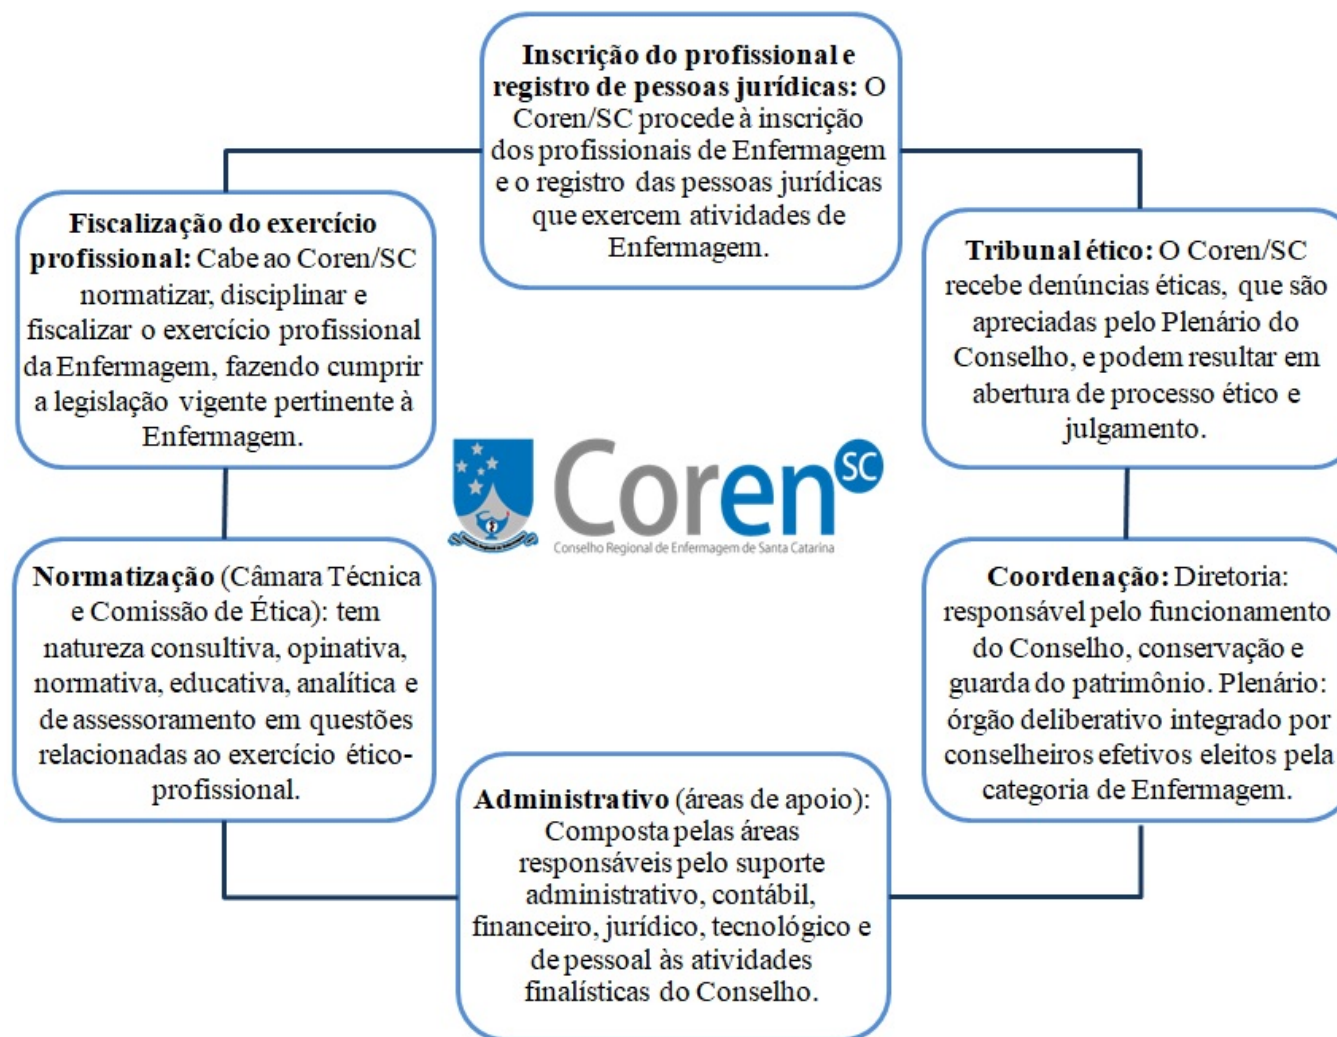 Inscrição do profissional e
registro de pessoas jurídicas: O
Coren/SC procede à inscrição
dos profissionais de Enfermagem
e o registro das pessoas jurídicas
que exercem atividades de
Enfermagem.
Fiscalização do exercício
profissional: Cabe ao Coren/SC
normatizar, disciplinar e
fiscalizar o exercício profissional
da Enfermagem, fazendo cumprir
a legislação vigente pertinente à
Enfermagem.
Tribunal ético: O Coren/SC
recebe denúncias éticas, que são
apreciadas pelo Plenário do
Conselho, e podem resultar em
abertura de processo ético e
julgamento.
Coren SC
Conselho Regional de Enfermagem de Santa Catarina
Normatização (Câmara Técnica
e Comissão de Ética): tem
natureza consultiva, opinativa,
normativa, educativa, analítica e
de assessoramento em questões
relacionadas ao exercício ético-
profissional.
Coordenação: Diretoria:
responsável pelo funcionamento
do Conselho, conservação e
guarda do patrimônio. Plenário:
órgão deliberativo integrado por
conselheiros efetivos eleitos pela
categoria de Enfermagem.
Administrativo (áreas de apoio):
Composta pelas áreas
responsáveis pelo suporte
administrativo, contábil,
financeiro, jurídico, tecnológico e
de pessoal às atividades
finalísticas do Conselho.